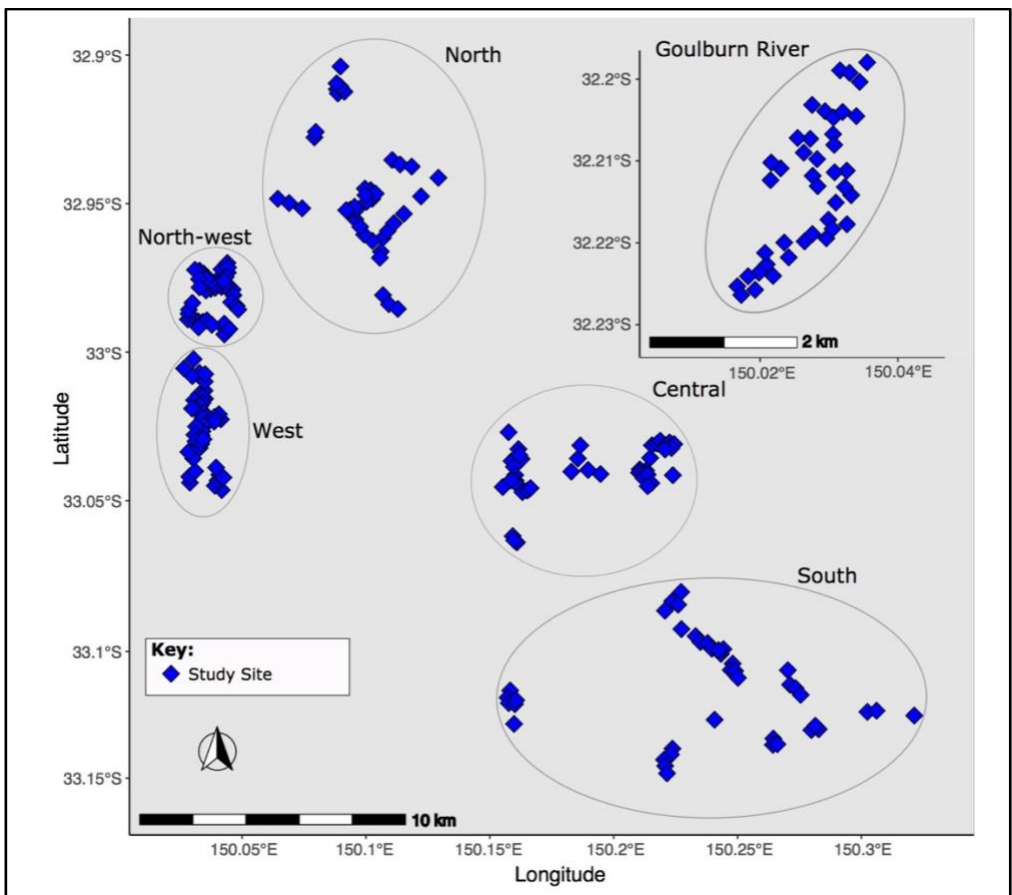 North
Goulburn River
32.9°S
32.2°S
32.21°S
32.95°S
North-west
32.22°S
32.23°S
33°S
2 km
150.02°E
150.04°E
Central
West
Latitude
33.05°S
South
33.1°S
Key:
Study Site
33.15°S
10 km
150.05°E
150.1°E
150.15°E
150.2°E
150.25°E
150.3°E
Longitude